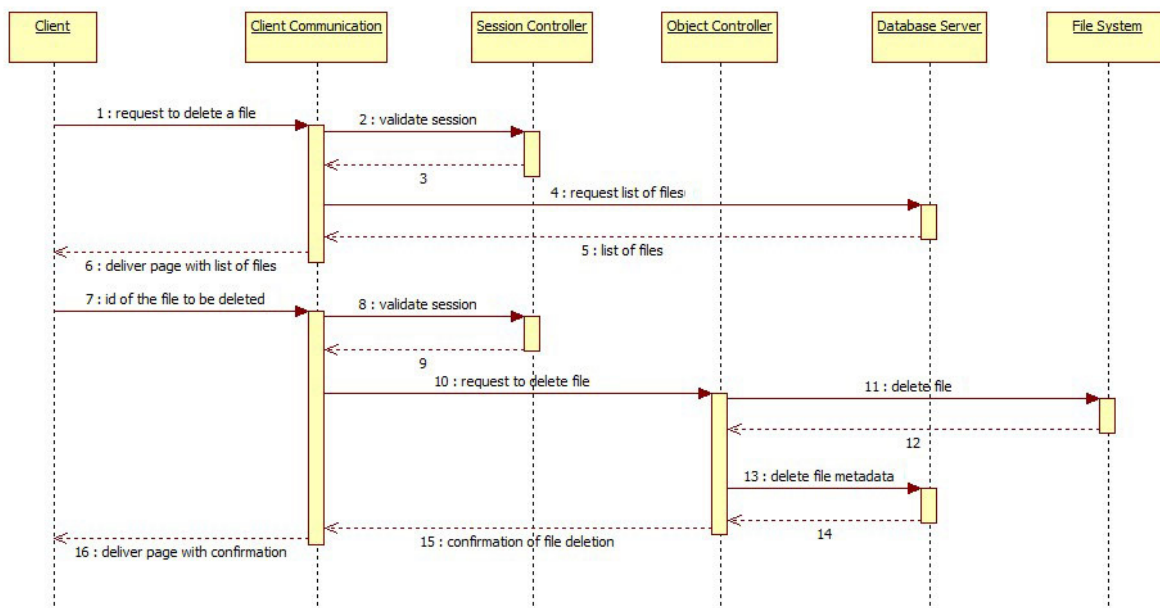 Client
Client Communication
Session Controller
Object Controller
Database Server
File System
1 : request to delete a file
2 : validate session
3
4 : request list of files
5 : list of files
6 : deliver page with list of files
7 : id of the file to be deleted
8 : validate session
9
10 : request to delete file
11 : delete file
12
13 : delete file metadata
14
15 : confirmation of file deletion
16 : deliver page with confirmation